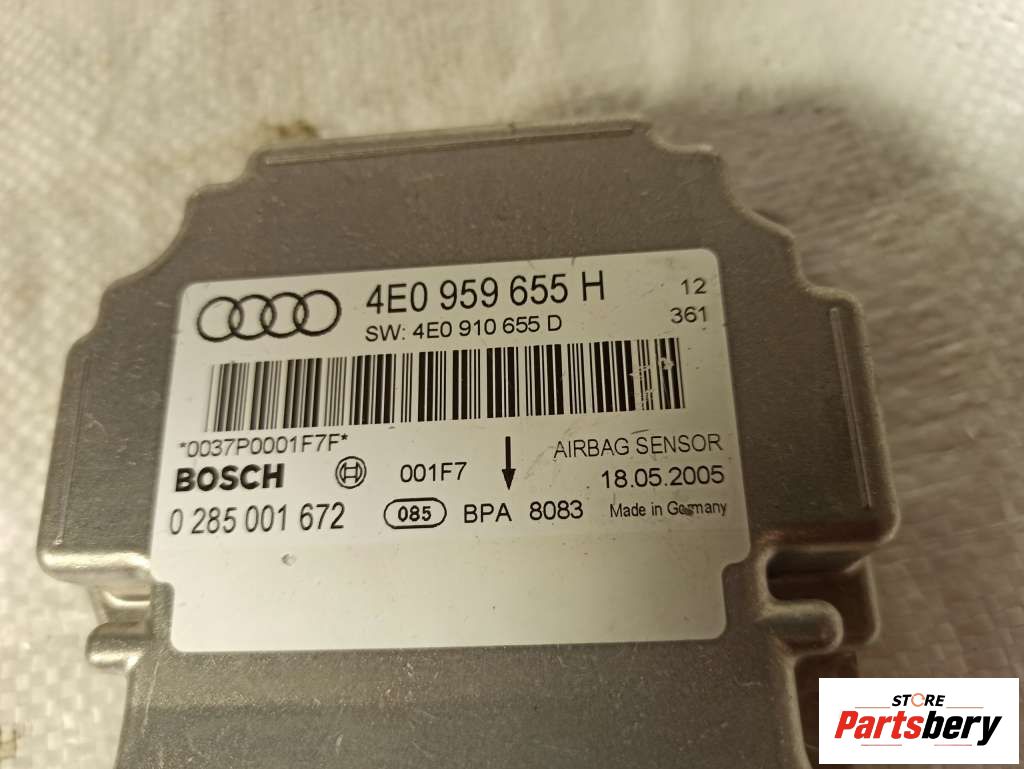 4E0 959 655 H 12
SW: 4E0 910 655 D 361
*0037P0001F7F*
AIRBAG SENSOR
BOSCH 001F7 18.05.2005
0 285 001 672 085 BPA 8083 Made in Germany
STORE
Partsbery